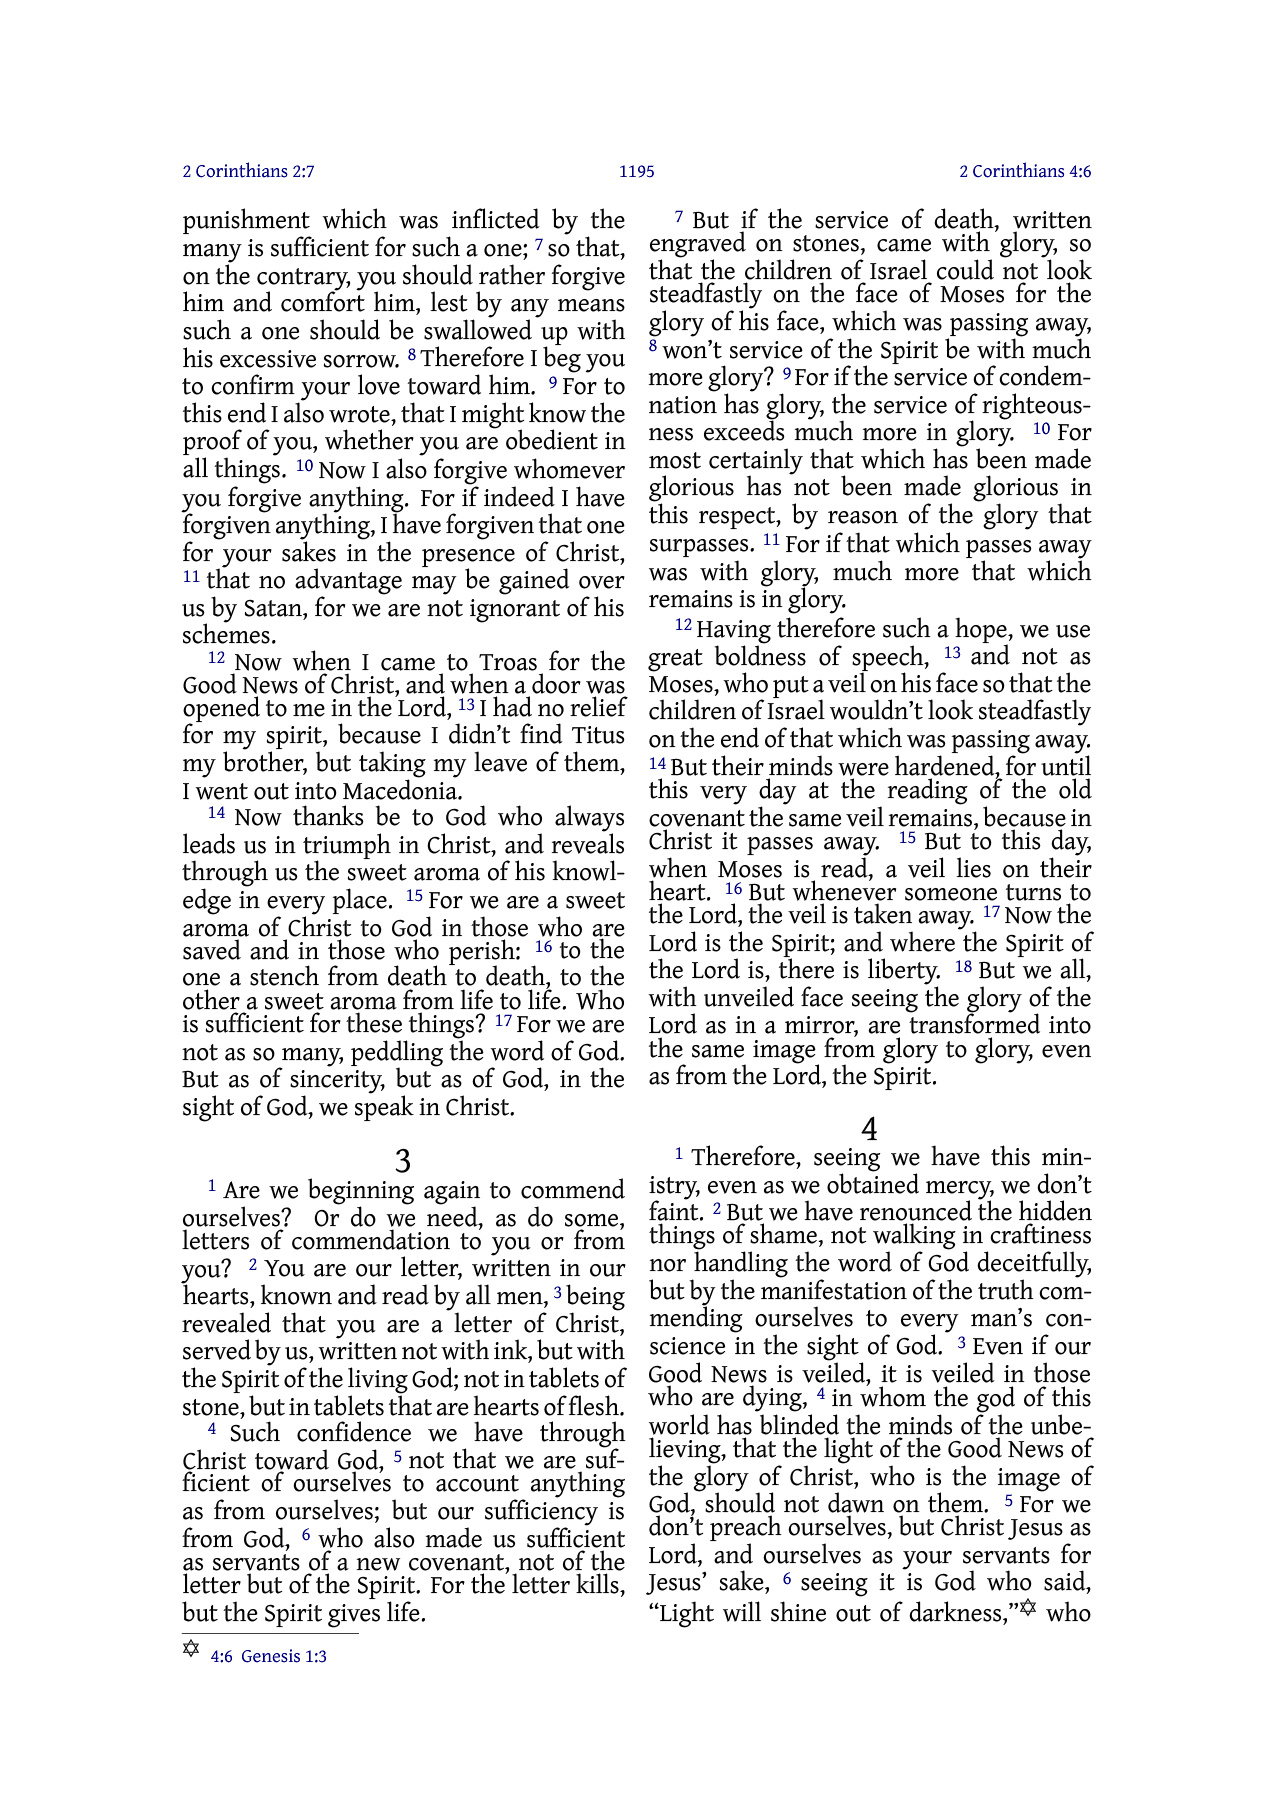 2 Corinthians 2:7 1195 2 Corinthians 4:6
punishment which was inflicted by the
many is sufficient for such a one; 7 so that,
on the contrary, you should rather forgive
him and comfort him, lest by any means
such a one should be swallowed up with
his excessive sorrow. 8 Therefore I beg you
to confirm your love toward him. 9 For to
this end I also wrote, that I might know the
proof of you, whether you are obedient in
all things. 10 Now I also forgive whomever
you forgive anything. For if indeed I have
forgiven anything, I have forgiven that one
for your sakes in the presence of Christ,
11 that no advantage may be gained over
us by Satan, for we are not ignorant of his
schemes.
12 Now when I came to Troas for the
Good News of Christ, and when a door was
opened to me in the Lord, 13 I had no relief
for my spirit, because I didn’t find Titus
my brother, but taking my leave of them,
I went out into Macedonia.
14 Now thanks be to God who always
leads us in triumph in Christ, and reveals
through us the sweet aroma of his knowl-
edge in every place. 15 For we are a sweet
aroma of Christ to God in those who are
saved and in those who perish: 16 to the
one a stench from death to death, to the
other a sweet aroma from life to life. Who
is sufficient for these things? 17 For we are
not as so many, peddling the word of God.
But as of sincerity, but as of God, in the
sight of God, we speak in Christ.
3
1 Are we beginning again to commend
ourselves? Or do we need, as do some,
letters of commendation to you or from
you? 2 You are our letter, written in our
hearts, known and read by all men, 3 being
revealed that you are a letter of Christ,
served by us, written not with ink, but with
the Spirit of the living God; not in tablets of
stone, but in tablets that are hearts of flesh.
4 Such confidence we have through
Christ toward God, 5 not that we are suf-
ficient of ourselves to account anything
as from ourselves; but our sufficiency is
from God, 6 who also made us sufficient
as servants of a new covenant, not of the
letter but of the Spirit. For the letter kills,
but the Spirit gives life.
7 But if the service of death, written
engraved on stones, came with glory, so
that the children of Israel could not look
steadfastly on the face of Moses for the
glory of his face, which was passing away,
8 won’t service of the Spirit be with much
more glory? 9 For if the service of condem-
nation has glory, the service of righteous-
ness exceeds much more in glory. 10 For
most certainly that which has been made
glorious has not been made glorious in
this respect, by reason of the glory that
surpasses. 11 For if that which passes away
was with glory, much more that which
remains is in glory.
12 Having therefore such a hope, we use
great boldness of speech, 13 and not as
Moses, who put a veil on his face so that the
children of Israel wouldn’t look steadfastly
on the end of that which was passing away.
14 But their minds were hardened, for until
this very day at the reading of the old
covenant the same veil remains, because in
Christ it passes away. 15 But to this day,
when Moses is read, a veil lies on their
heart. 16 But whenever someone turns to
the Lord, the veil is taken away. 17 Now the
Lord is the Spirit; and where the Spirit of
the Lord is, there is liberty. 18 But we all,
with unveiled face seeing the glory of the
Lord as in a mirror, are transformed into
the same image from glory to glory, even
as from the Lord, the Spirit.
4
1 Therefore, seeing we have this min-
istry, even as we obtained mercy, we don’t
faint. 2 But we have renounced the hidden
things of shame, not walking in craftiness
nor handling the word of God deceitfully,
but by the manifestation of the truth com-
mending ourselves to every man’s con-
science in the sight of God. 3 Even if our
Good News is veiled, it is veiled in those
who are dying, 4 in whom the god of this
world has blinded the minds of the unbe-
lieving, that the light of the Good News of
the glory of Christ, who is the image of
God, should not dawn on them. 5 For we
don’t preach ourselves, but Christ Jesus as
Lord, and ourselves as your servants for
Jesus’ sake, 6 seeing it is God who said,
“Light will shine out of darkness,”✡ who
✡ 4:6 Genesis 1:3